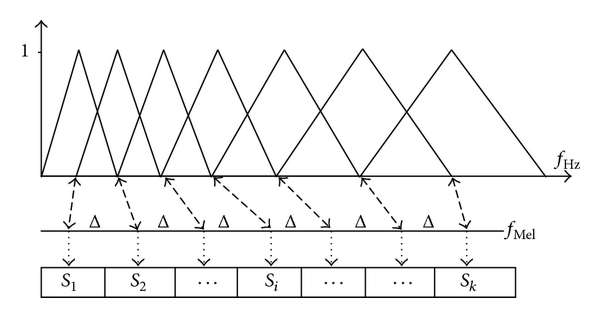 1
f_Hz
Δ Δ Δ Δ Δ Δ
f_Mel
S_1 S_2 ... S_i ... ... S_k